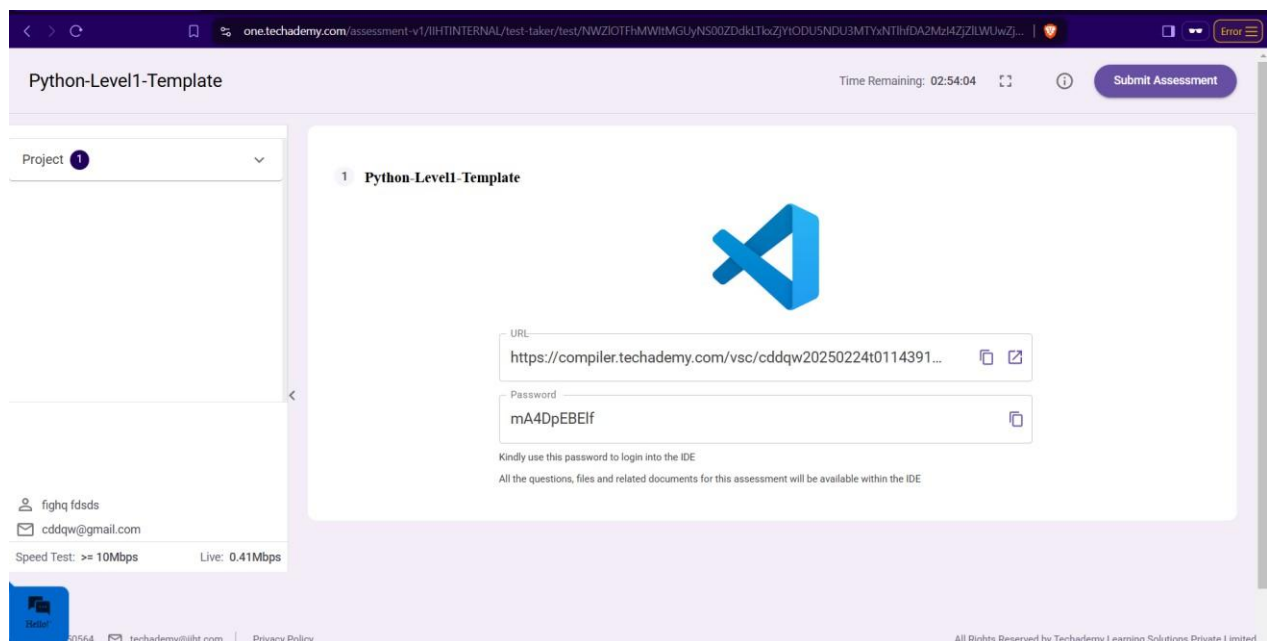 one.techademy.com/assessment-v1/IIHTINTERNAL/test-taker/test/
Error
Python-Level1-Template
Time Remaining: 02:54:04
Submit Assessment
Project 1
1 Python-Level1-Template
URL
https://compiler.techademy.com/vsc/cddqw20250224t0114391...
Password
mA4DpEBElf
Kindly use this password to login into the IDE
All the questions, files and related documents for this assessment will be available within the IDE
fighq fdsds
cddqw@gmail.com
Speed Test: >= 10Mbps Live: 0.41Mbps
Hello!
50564 techademy@iiht.com Privacy Policy
All Rights Reserved by Techademy Learning Solutions Private Limited